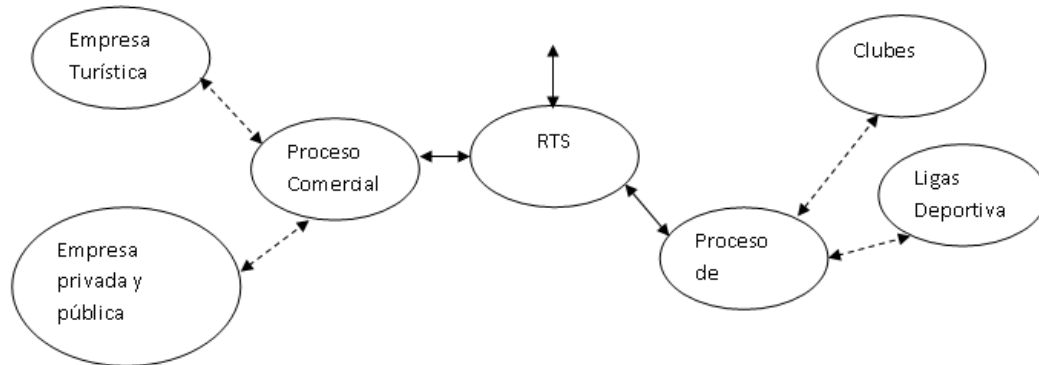 Empresa
Turística
Clubes
RTS
Proceso
Comercial
Ligas
Deportiva
Proceso
de
Empresa
privada y
pública